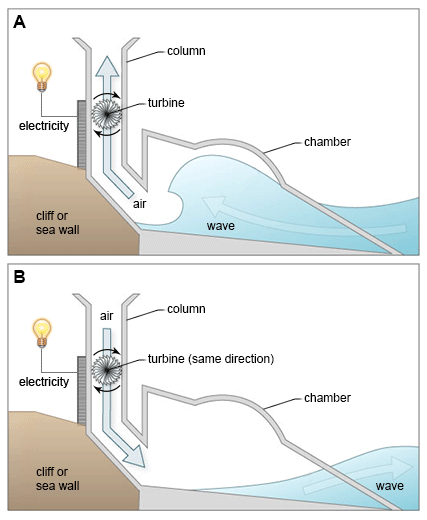 A
column
turbine
electricity
chamber
air
cliff or
sea wall
wave
B
air
column
turbine (same direction)
electricity
chamber
cliff or
sea wall
wave